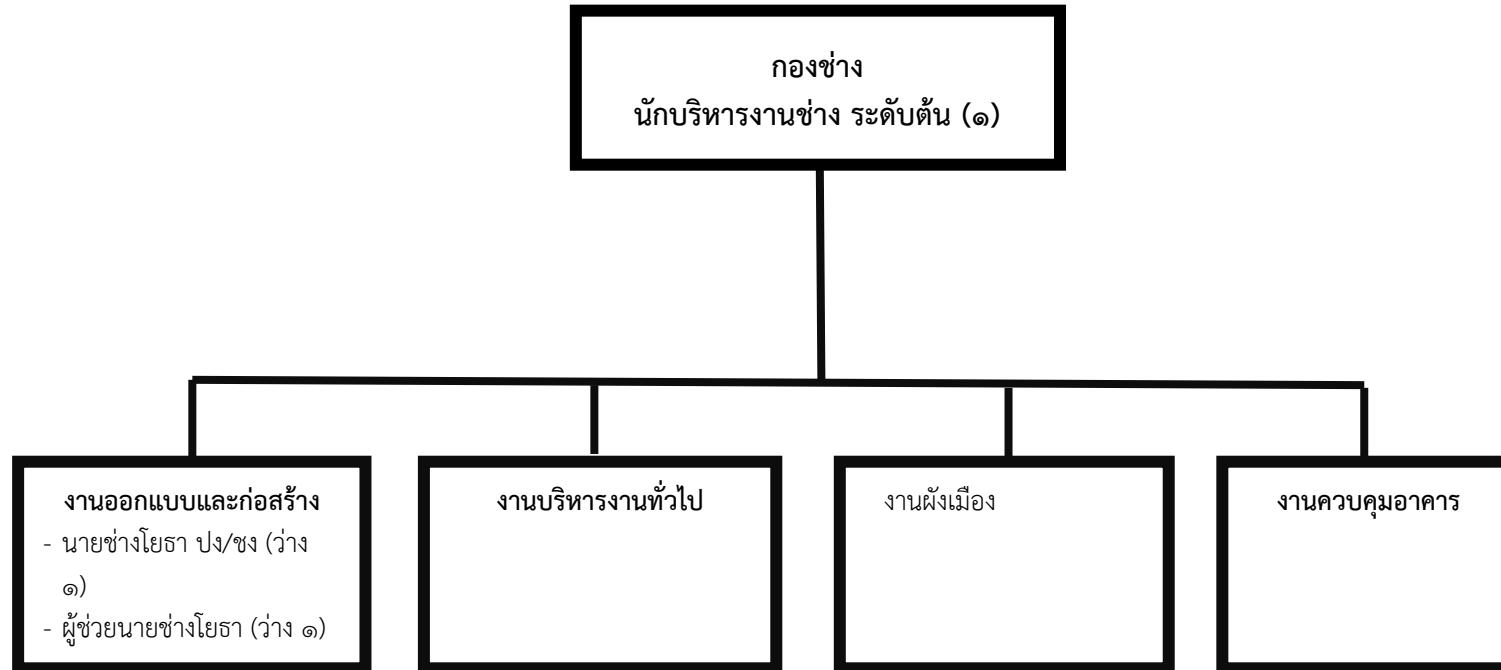 กองช่าง
นักบริหารงานช่าง ระดับต้น (๑)
งานออกแบบและก่อสร้าง
- นายช่างโยธา ปง/ชง (ว่าง
๑)
- ผู้ช่วยนายช่างโยธา (ว่าง ๑)
งานบริหารงานทั่วไป
งานผังเมือง
งานควบคุมอาคาร